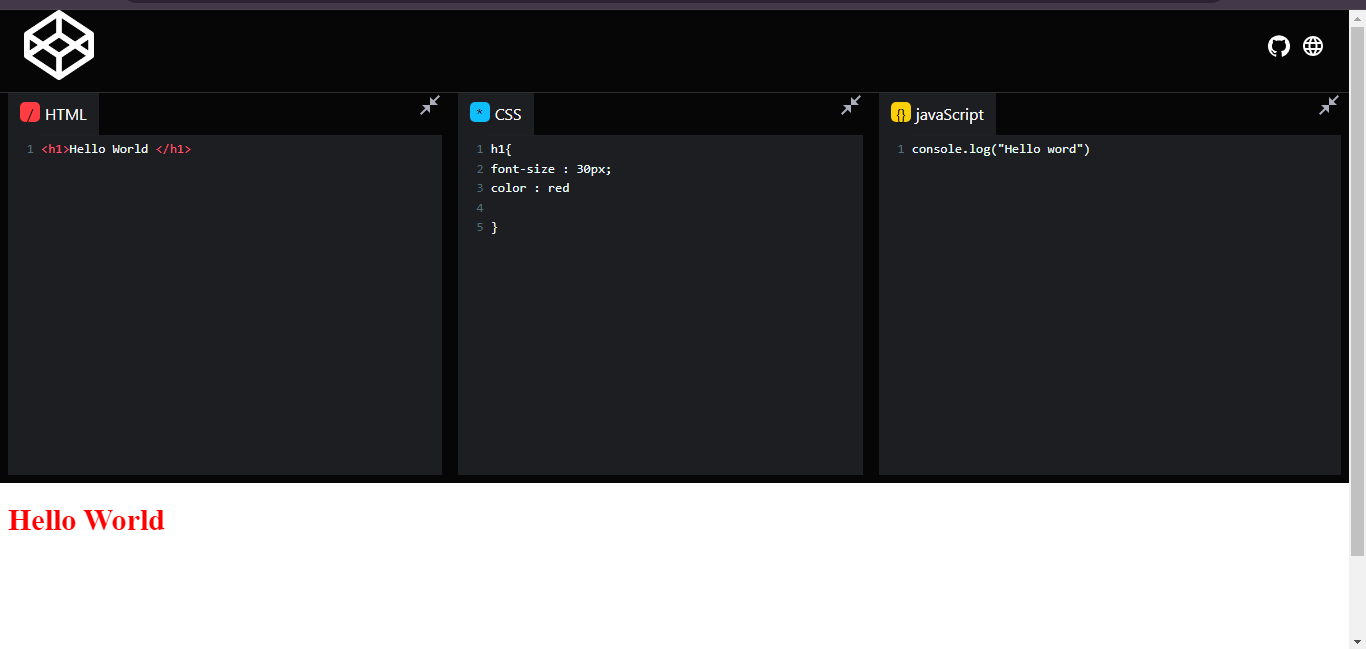 / HTML
1 <h1>Hello World </h1>
* CSS
1 h1{
2 font-size : 30px;
3 color : red
4
5 }
{} javaScript
1 console.log("Hello word")
Hello World